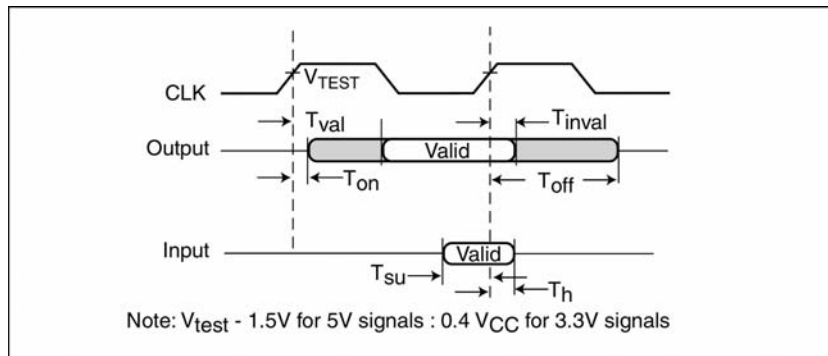 CLK
VTEST
Tval
Tinval
Output
Valid
Ton
Toff
Input
Valid
Tsu
Th
Note: Vtest - 1.5V for 5V signals : 0.4 VCC for 3.3V signals